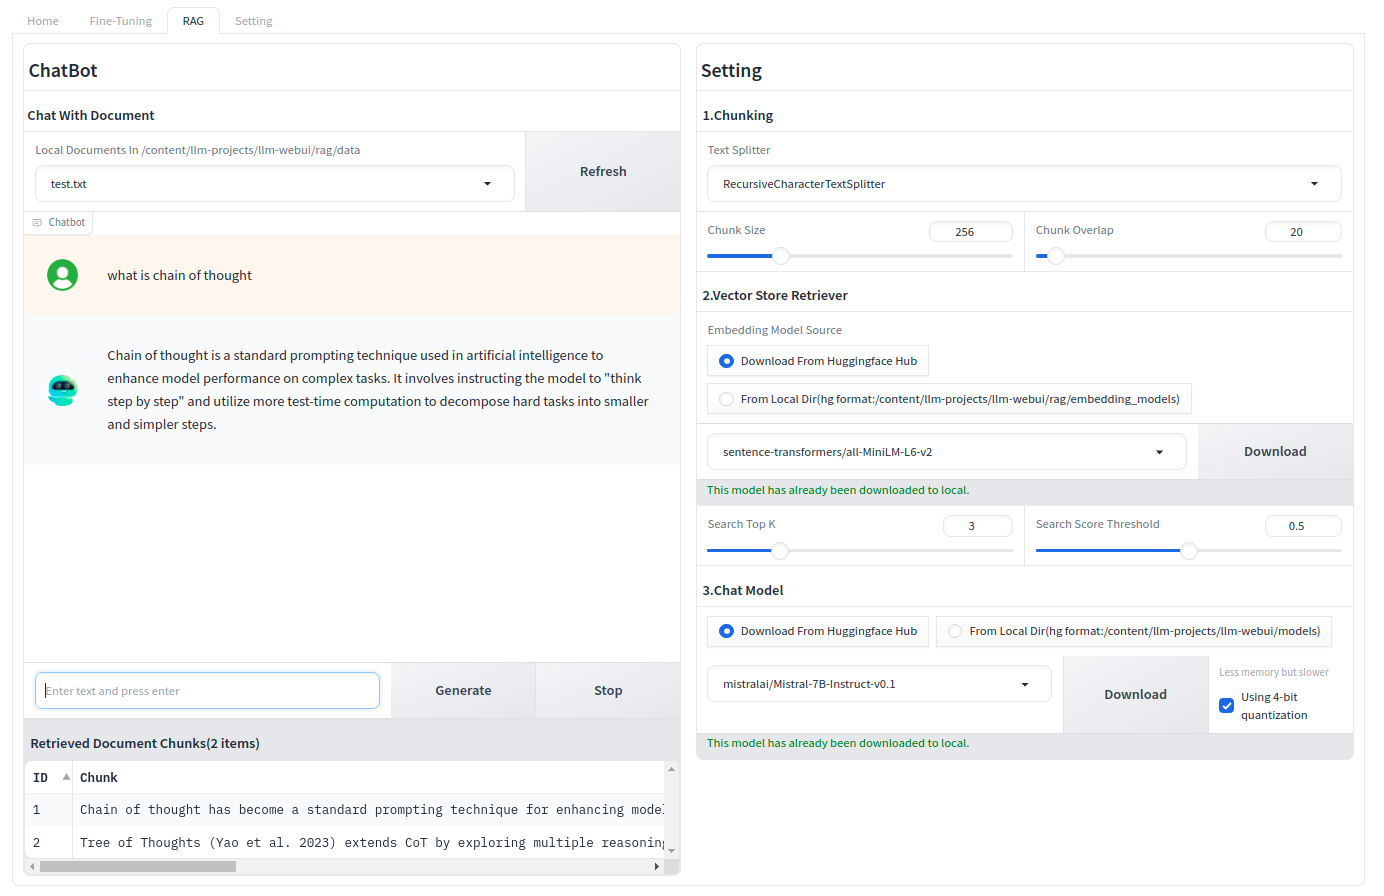 Home Fine-Tuning RAG Setting
ChatBot
Chat With Document
Local Documents In /content/llm-projects/llm-webui/rag/data
test.txt
Refresh
Chatbot
what is chain of thought
Chain of thought is a standard prompting technique used in artificial intelligence to
enhance model performance on complex tasks. It involves instructing the model to "think
step by step" and utilize more test-time computation to decompose hard tasks into smaller
and simpler steps.
Enter text and press enter
Generate
Stop
Retrieved Document Chunks(2 items)
ID Chunk
1 Chain of thought has become a standard prompting technique for enhancing model
2 Tree of Thoughts (Yao et al. 2023) extends CoT by exploring multiple reasoning
Setting
1.Chunking
Text Splitter
RecursiveCharacterTextSplitter
Chunk Size 256 Chunk Overlap 20
2.Vector Store Retriever
Embedding Model Source
Download From Huggingface Hub
From Local Dir(hg format:/content/llm-projects/llm-webui/rag/embedding_models)
sentence-transformers/all-MiniLM-L6-v2
Download
This model has already been downloaded to local.
Search Top K 3 Search Score Threshold 0.5
3.Chat Model
Download From Huggingface Hub From Local Dir(hg format:/content/llm-projects/llm-webui/models)
mistralai/Mistral-7B-Instruct-v0.1
Download
Less memory but slower
Using 4-bit
quantization
This model has already been downloaded to local.